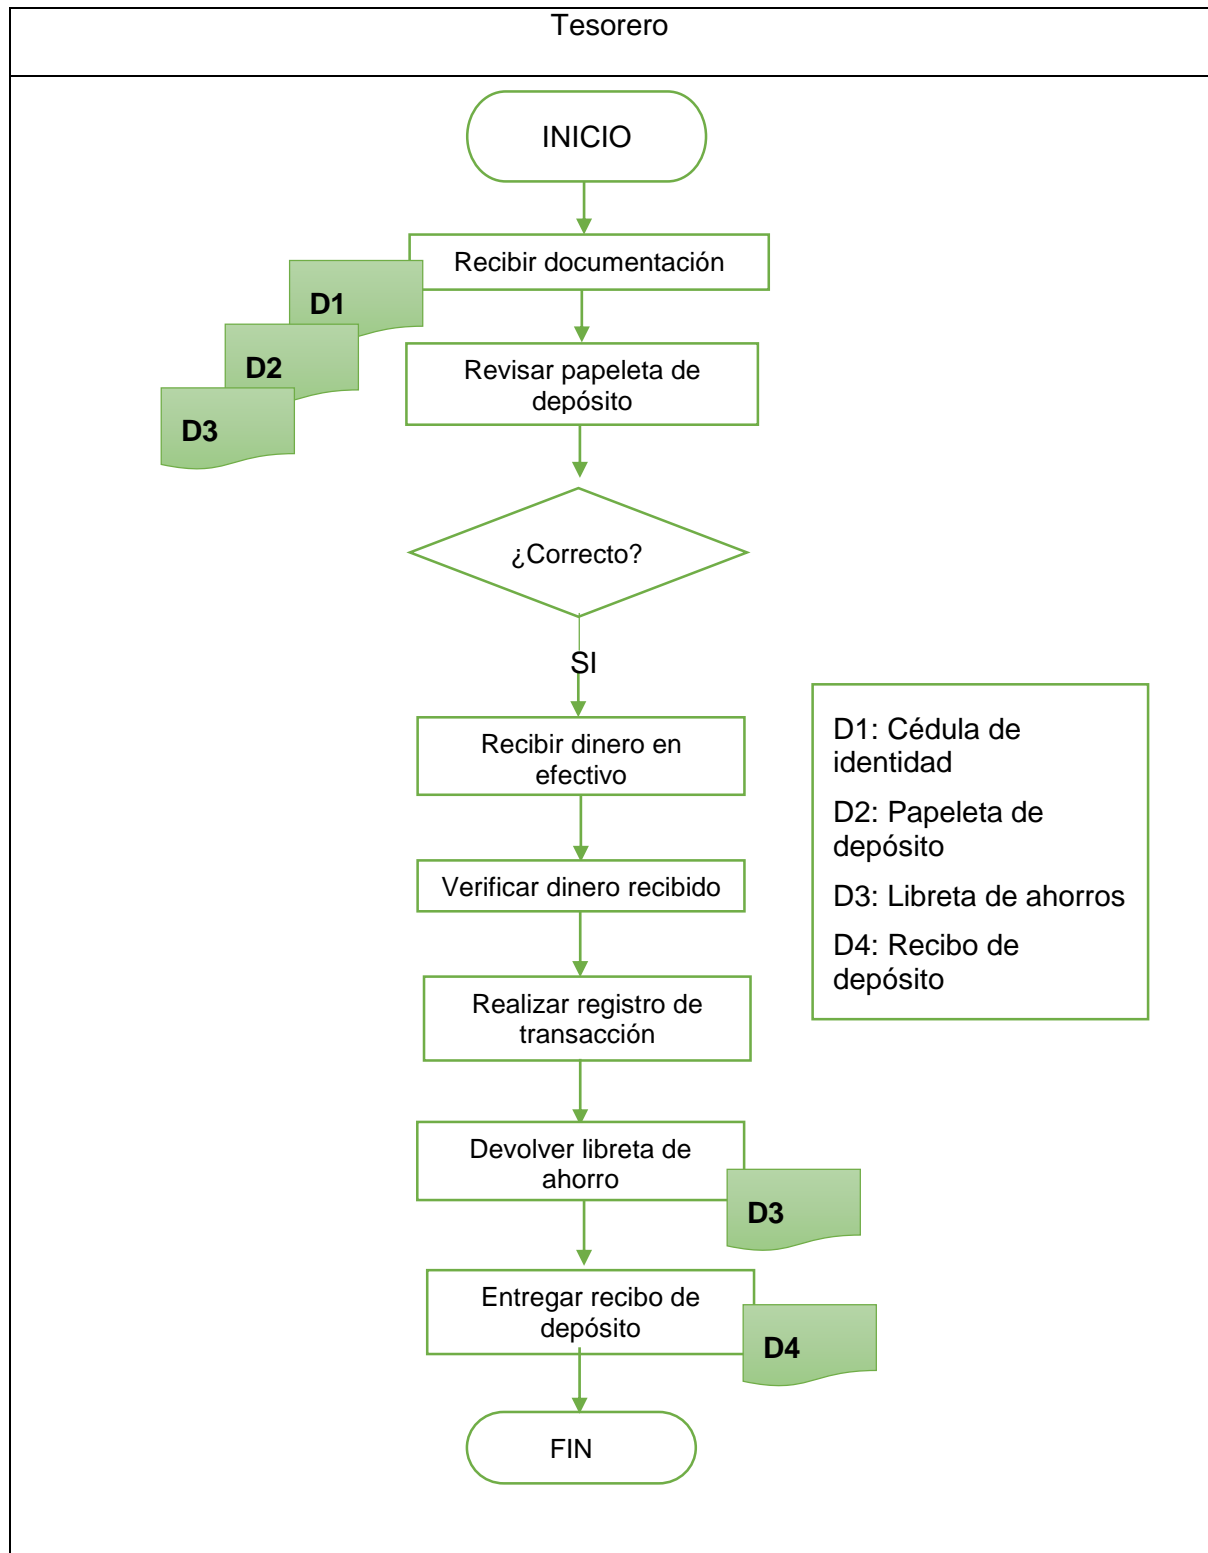 Tesorero
INICIO
Recibir documentación
D1
D2
D3
Revisar papeleta de
depósito
¿Correcto?
SI
Recibir dinero en
efectivo
Verificar dinero recibido
Realizar registro de
transacción
Devolver libreta de
ahorro
D3
Entregar recibo de
depósito
D4
FIN
D1: Cédula de
identidad
D2: Papeleta de
depósito
D3: Libreta de ahorros
D4: Recibo de
depósito